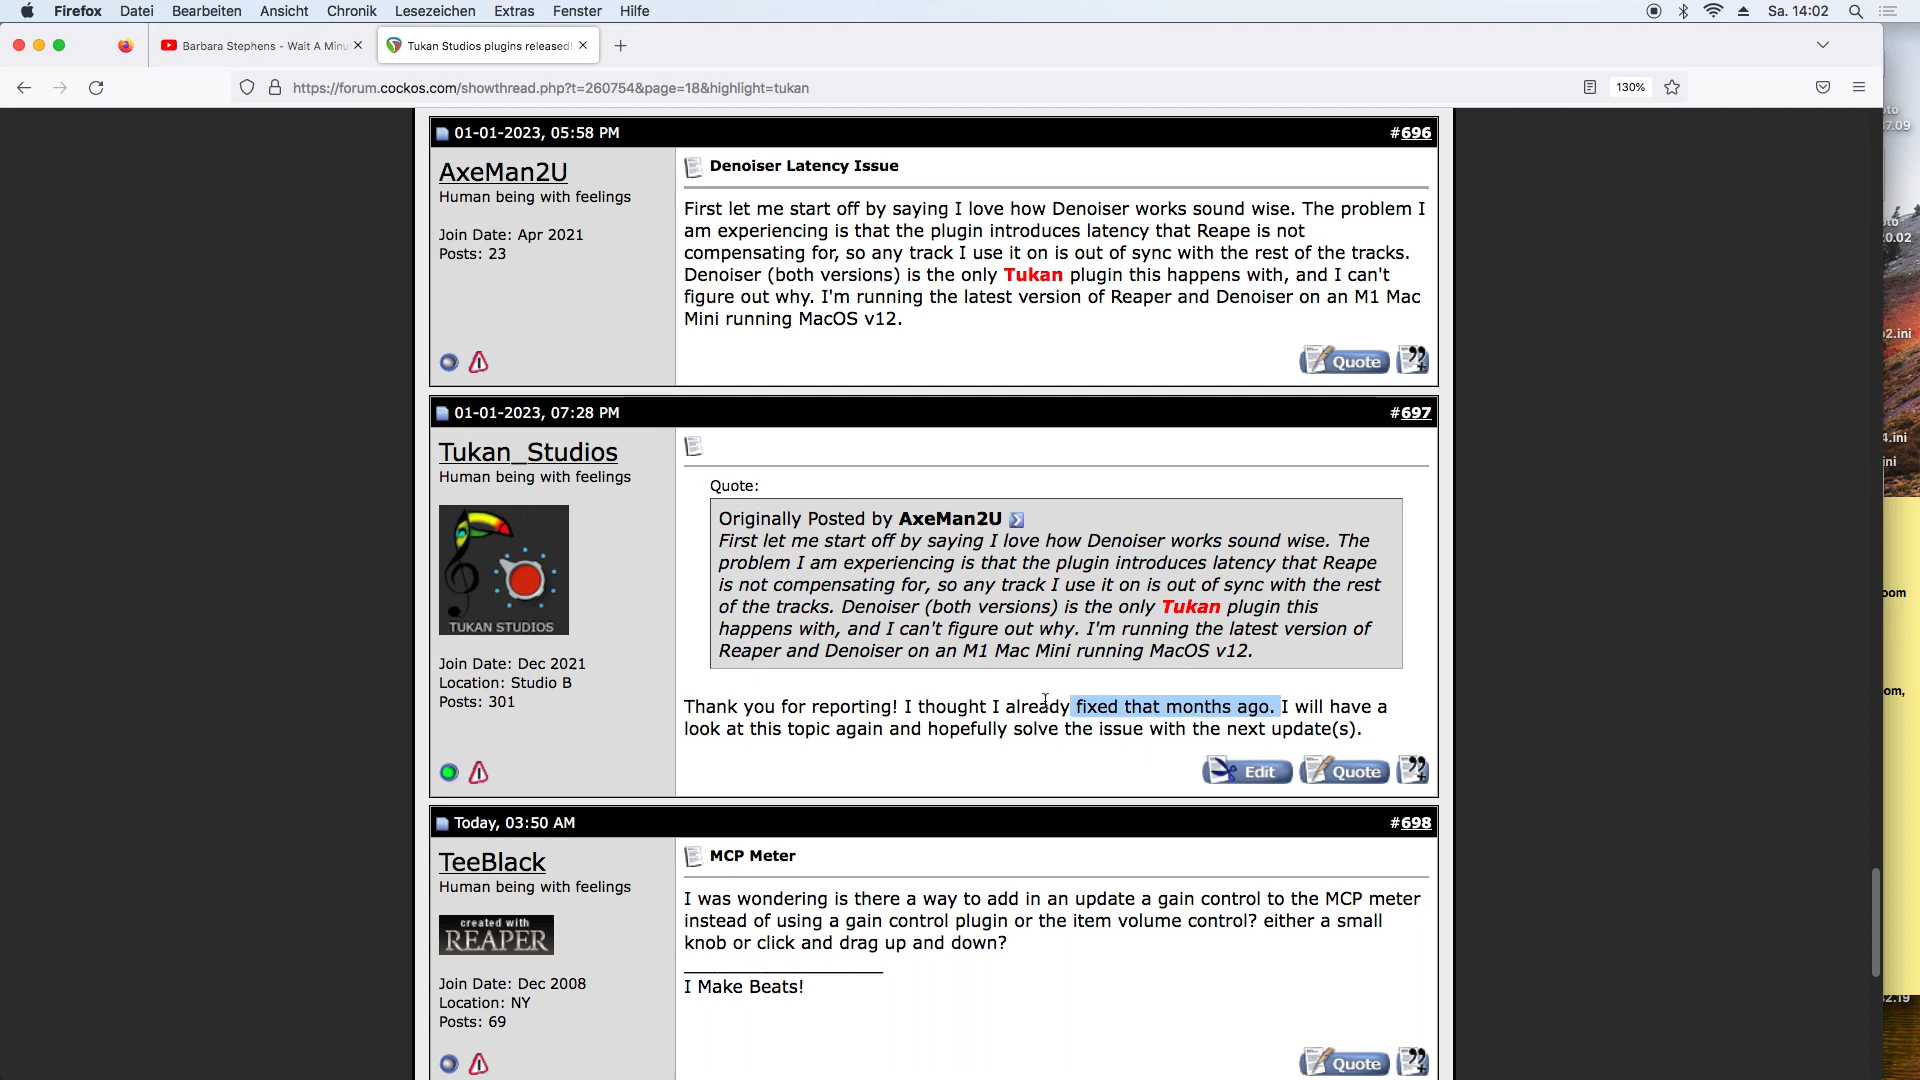 Firefox Datei Bearbeiten Ansicht Chronik Lesezeichen Extras Fenster Hilfe Sa. 14:02
Barbara Stephens - Wait A Minu
Tukan Studios plugins released!
https://forum.cockos.com/showthread.php?t=260754&page=18&highlight=tukan
130%
01-01-2023, 05:58 PM #696
AxeMan2U
Human being with feelings
Join Date: Apr 2021
Posts: 23
Denoiser Latency Issue
First let me start off by saying I love how Denoiser works sound wise. The problem I
am experiencing is that the plugin introduces latency that Reape is not
compensating for, so any track I use it on is out of sync with the rest of the tracks.
Denoiser (both versions) is the only Tukan plugin this happens with, and I can't
figure out why. I'm running the latest version of Reaper and Denoiser on an M1 Mac
Mini running MacOS v12.
Quote
01-01-2023, 07:28 PM #697
Tukan_Studios
Human being with feelings
TUKAN STUDIOS
Join Date: Dec 2021
Location: Studio B
Posts: 301
Quote:
Originally Posted by AxeMan2U
First let me start off by saying I love how Denoiser works sound wise. The
problem I am experiencing is that the plugin introduces latency that Reape
is not compensating for, so any track I use it on is out of sync with the rest
of the tracks. Denoiser (both versions) is the only Tukan plugin this
happens with, and I can't figure out why. I'm running the latest version of
Reaper and Denoiser on an M1 Mac Mini running MacOS v12.
Thank you for reporting! I thought I already fixed that months ago. I will have a
look at this topic again and hopefully solve the issue with the next update(s).
Edit Quote
Today, 03:50 AM #698
TeeBlack
Human being with feelings
created with
REAPER
Join Date: Dec 2008
Location: NY
Posts: 69
MCP Meter
I was wondering is there a way to add in an update a gain control to the MCP meter
instead of using a gain control plugin or the item volume control? either a small
knob or click and drag up and down?
I Make Beats!
Quote
oto
7.09
0.02
2.ini
4.ini
ini
oom
om,
2.19